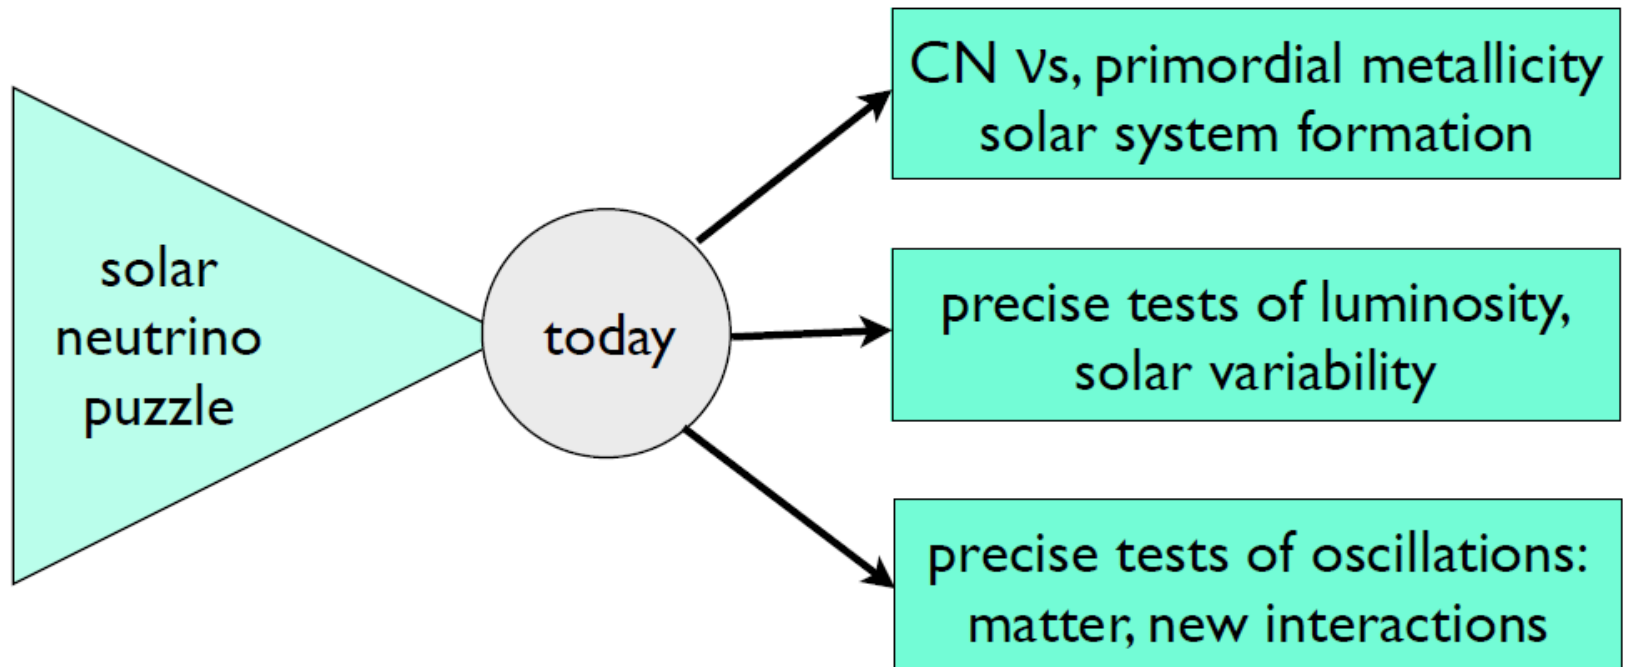 solar
neutrino
puzzle
today
CN νs, primordial metallicity
solar system formation
precise tests of luminosity,
solar variability
precise tests of oscillations:
matter, new interactions